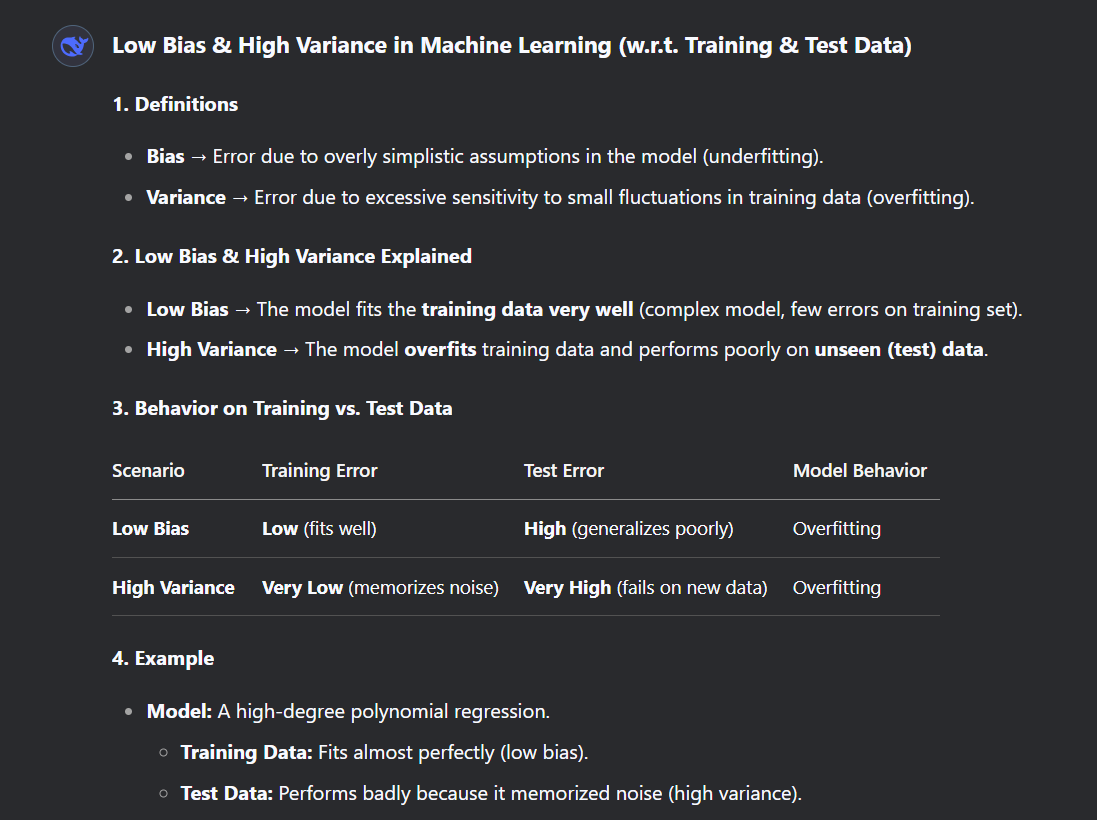 Low Bias & High Variance in Machine Learning (w.r.t. Training & Test Data)
1. Definitions
• Bias → Error due to overly simplistic assumptions in the model (underfitting).
• Variance → Error due to excessive sensitivity to small fluctuations in training data (overfitting).
2. Low Bias & High Variance Explained
• Low Bias → The model fits the training data very well (complex model, few errors on training set).
• High Variance → The model overfits training data and performs poorly on unseen (test) data.
3. Behavior on Training vs. Test Data
Scenario Training Error Test Error Model Behavior
Low Bias Low (fits well) High (generalizes poorly) Overfitting
High Variance Very Low (memorizes noise) Very High (fails on new data) Overfitting
4. Example
• Model: A high-degree polynomial regression.
○ Training Data: Fits almost perfectly (low bias).
○ Test Data: Performs badly because it memorized noise (high variance).